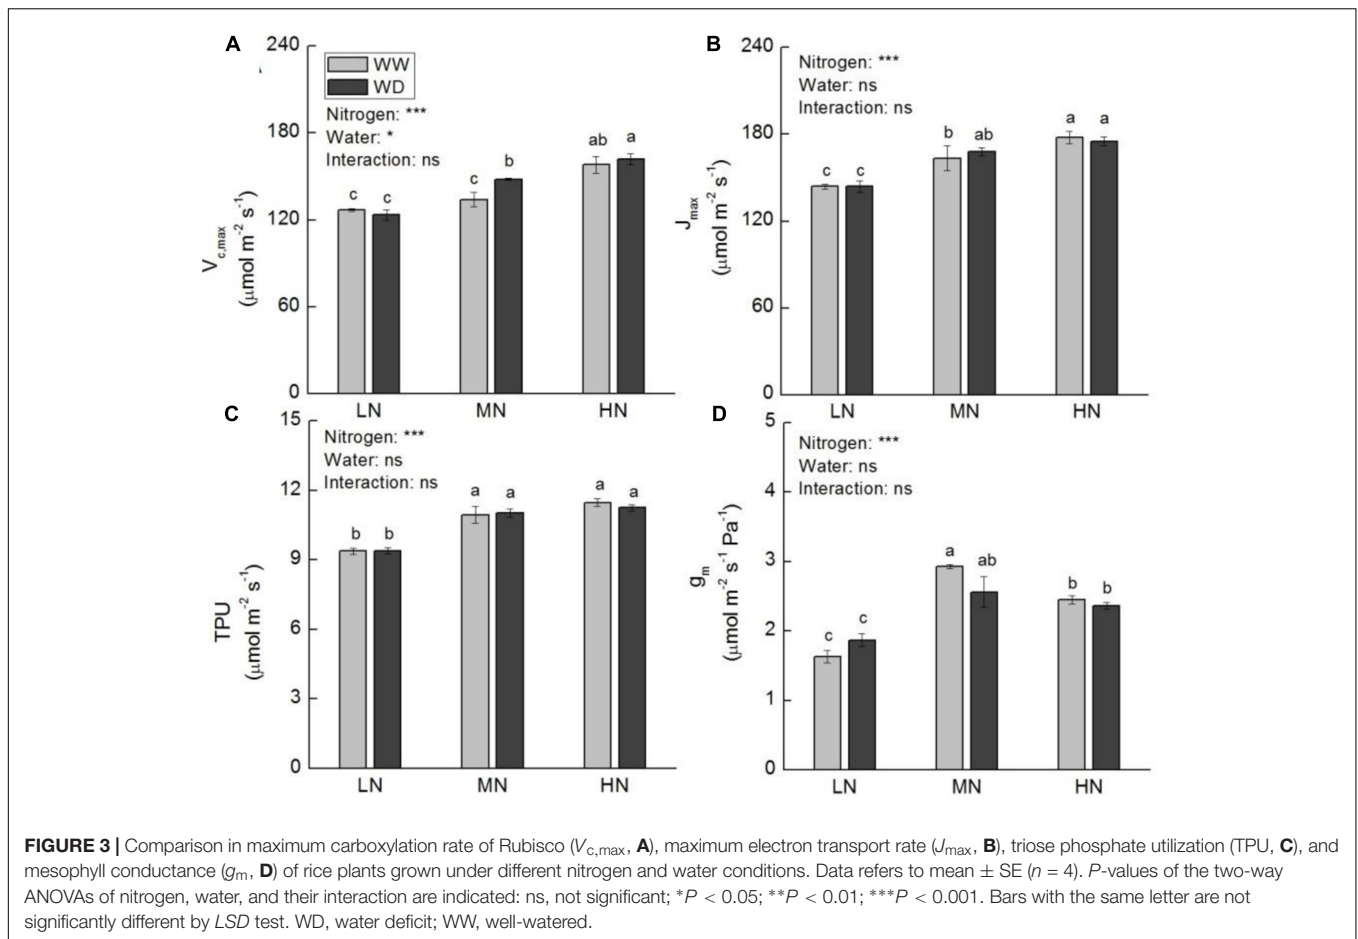 A
240
180
120
60
0
V c,max
(μmol m⁻² s⁻¹)
WW
WD
Nitrogen: ***
Water: *
Interaction: ns
c c
c b
ab a
LN MN HN
B
240
180
120
60
0
J max
(μmol m⁻² s⁻¹)
Nitrogen: ***
Water: ns
Interaction: ns
c c
b ab
a a
LN MN HN
C
15
12
9
6
3
0
TPU
(μmol m⁻² s⁻¹)
Nitrogen: ***
Water: ns
Interaction: ns
b b
a a
a a
LN MN HN
D
5
4
3
2
1
0
g m
(μmol m⁻² s⁻¹ Pa⁻¹)
Nitrogen: ***
Water: ns
Interaction: ns
c c
a ab
b b
LN MN HN
FIGURE 3 | Comparison in maximum carboxylation rate of Rubisco (Vc,max, A), maximum electron transport rate (Jmax, B), triose phosphate utilization (TPU, C), and
mesophyll conductance (gm, D) of rice plants grown under different nitrogen and water conditions. Data refers to mean ± SE (n = 4). P-values of the two-way
ANOVAs of nitrogen, water, and their interaction are indicated: ns, not significant; *P < 0.05; **P < 0.01; ***P < 0.001. Bars with the same letter are not
significantly different by LSD test. WD, water deficit; WW, well-watered.